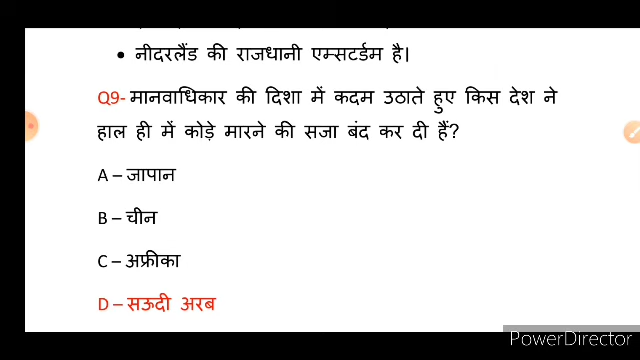 • नीदरलैंड की राजधानी एम्सटर्डम है।
Q9- मानवाधिकार की दिशा में कदम उठाते हुए किस देश ने
हाल ही में कोड़े मारने की सजा बंद कर दी हैं?
A – जापान
B – चीन
C – अफ्रीका
D – सऊदी अरब
PowerDirector